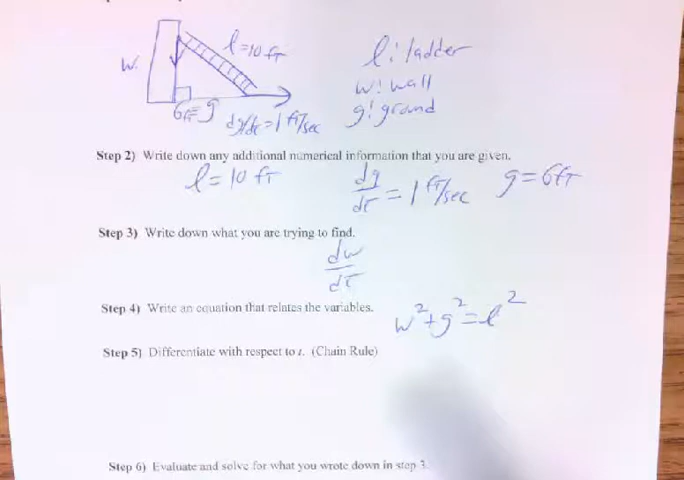 l = 10 ft
l: ladder
w.
w: wall
6ft = g
dg/dt = 1 ft/sec
g: ground
Step 2) Write down any additional numerical information that you are given.
l = 10 ft
dg/dt = 1 ft/sec
g = 6ft
Step 3) Write down what you are trying to find.
dw/dt
Step 4) Write an equation that relates the variables.
w² + g² = l²
Step 5) Differentiate with respect to t. (Chain Rule)
Step 6) Evaluate and solve for what you wrote down in step 3.